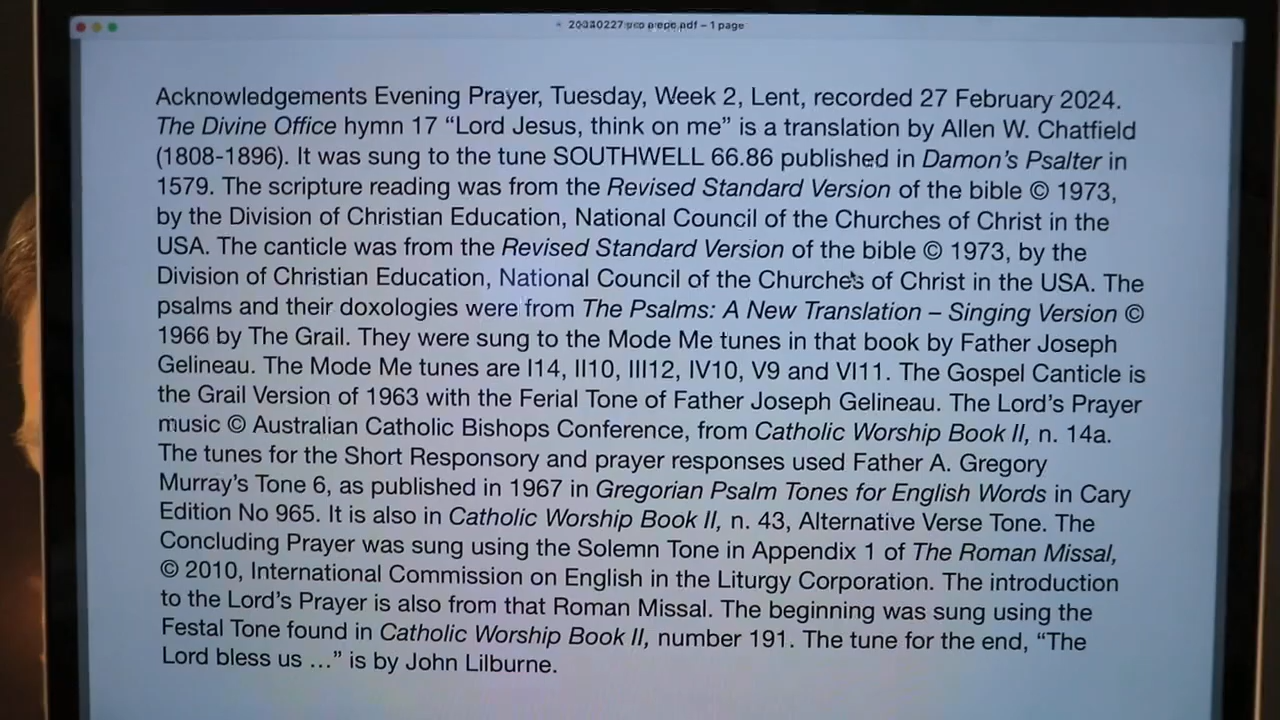 – 1 page
Acknowledgements Evening Prayer, Tuesday, Week 2, Lent, recorded 27 February 2024.
The Divine Office hymn 17 “Lord Jesus, think on me” is a translation by Allen W. Chatfield
(1808-1896). It was sung to the tune SOUTHWELL 66.86 published in Damon’s Psalter in
1579. The scripture reading was from the Revised Standard Version of the bible © 1973,
by the Division of Christian Education, National Council of the Churches of Christ in the
USA. The canticle was from the Revised Standard Version of the bible © 1973, by the
Division of Christian Education, National Council of the Churches of Christ in the USA. The
psalms and their doxologies were from The Psalms: A New Translation – Singing Version ©
1966 by The Grail. They were sung to the Mode Me tunes in that book by Father Joseph
Gelineau. The Mode Me tunes are I14, II10, III12, IV10, V9 and VI11. The Gospel Canticle is
the Grail Version of 1963 with the Ferial Tone of Father Joseph Gelineau. The Lord’s Prayer
music © Australian Catholic Bishops Conference, from Catholic Worship Book II, n. 14a.
The tunes for the Short Responsory and prayer responses used Father A. Gregory
Murray’s Tone 6, as published in 1967 in Gregorian Psalm Tones for English Words in Cary
Edition No 965. It is also in Catholic Worship Book II, n. 43, Alternative Verse Tone. The
Concluding Prayer was sung using the Solemn Tone in Appendix 1 of The Roman Missal,
© 2010, International Commission on English in the Liturgy Corporation. The introduction
to the Lord’s Prayer is also from that Roman Missal. The beginning was sung using the
Festal Tone found in Catholic Worship Book II, number 191. The tune for the end, “The
Lord bless us …” is by John Lilburne.